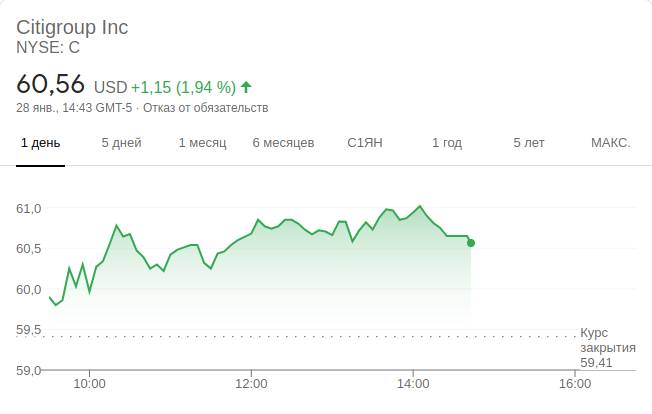 Citigroup Inc
NYSE: C
60,56 USD +1,15 (1,94 %)
28 янв., 14:43 GMT-5 · Отказ от обязательств
1 день 5 дней 1 месяц 6 месяцев С1ЯН 1 год 5 лет МАКС.
61,0
60,5
60,0
59,5
Курс
закрытия
59,41
59,0
10:00 12:00 14:00 16:00